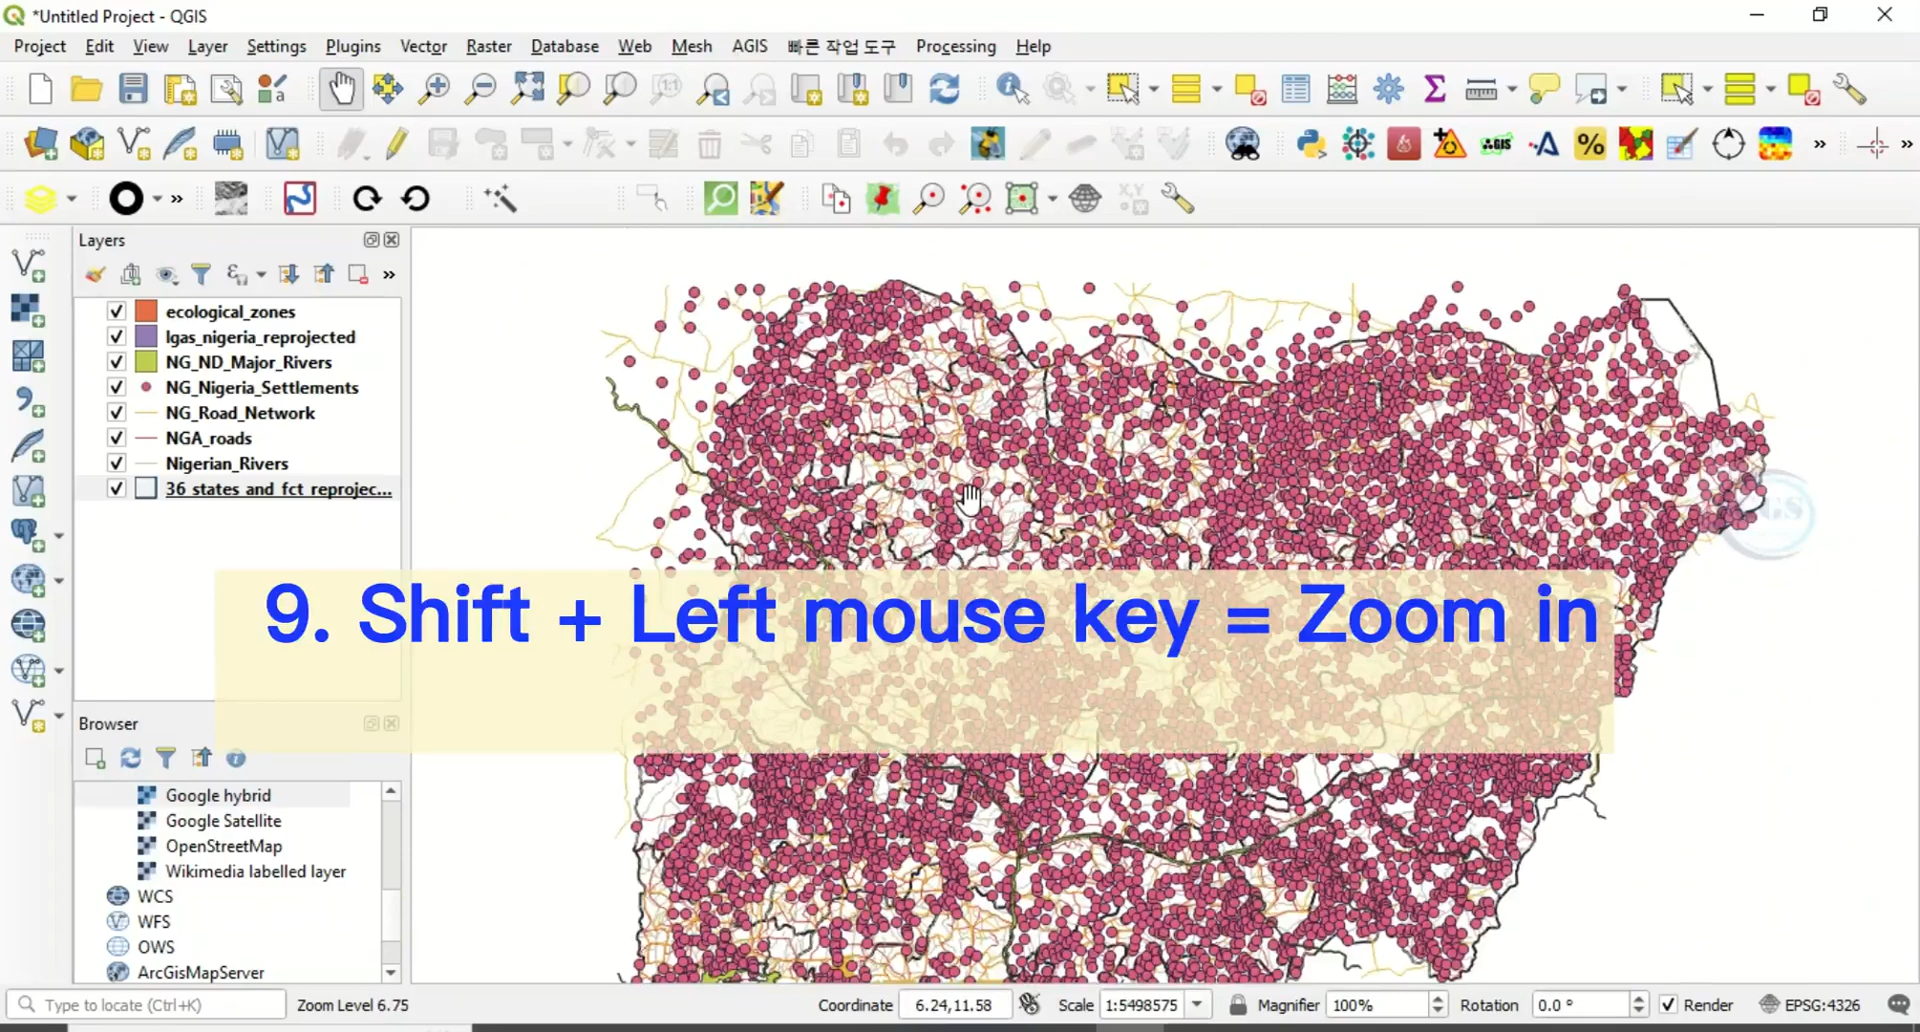 *Untitled Project - QGIS
Project Edit View Layer Settings Plugins Vector Raster Database Web Mesh AGIS 빠른 작업 도구 Processing Help
Layers
ecological_zones
lgas_nigeria_reprojected
NG_ND_Major_Rivers
NG_Nigeria_Settlements
NG_Road_Network
NGA_roads
Nigerian_Rivers
36 states and fct reprojec...
9. Shift + Left mouse key = Zoom in
Browser
Google hybrid
Google Satellite
OpenStreetMap
Wikimedia labelled layer
WCS
WFS
OWS
ArcGisMapServer
Type to locate (Ctrl+K) Zoom Level 6.75 Coordinate 6.24,11.58 Scale 1:5498575 Magnifier 100% Rotation 0.0 ° Render EPSG:4326